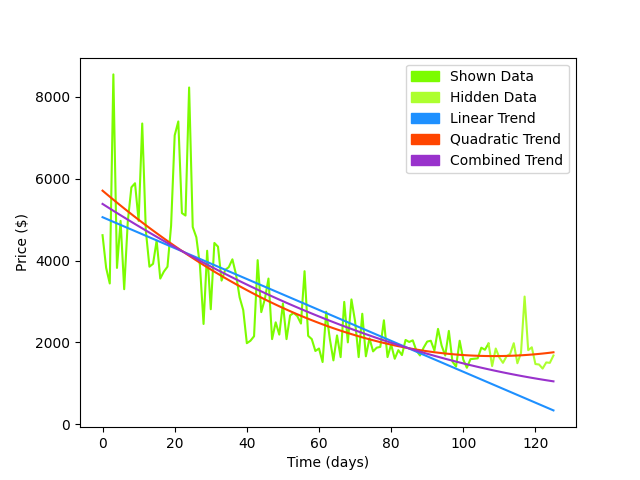 Shown Data
Hidden Data
Linear Trend
Quadratic Trend
Combined Trend
8000
6000
4000
2000
0
Price ($)
0 20 40 60 80 100 120
Time (days)